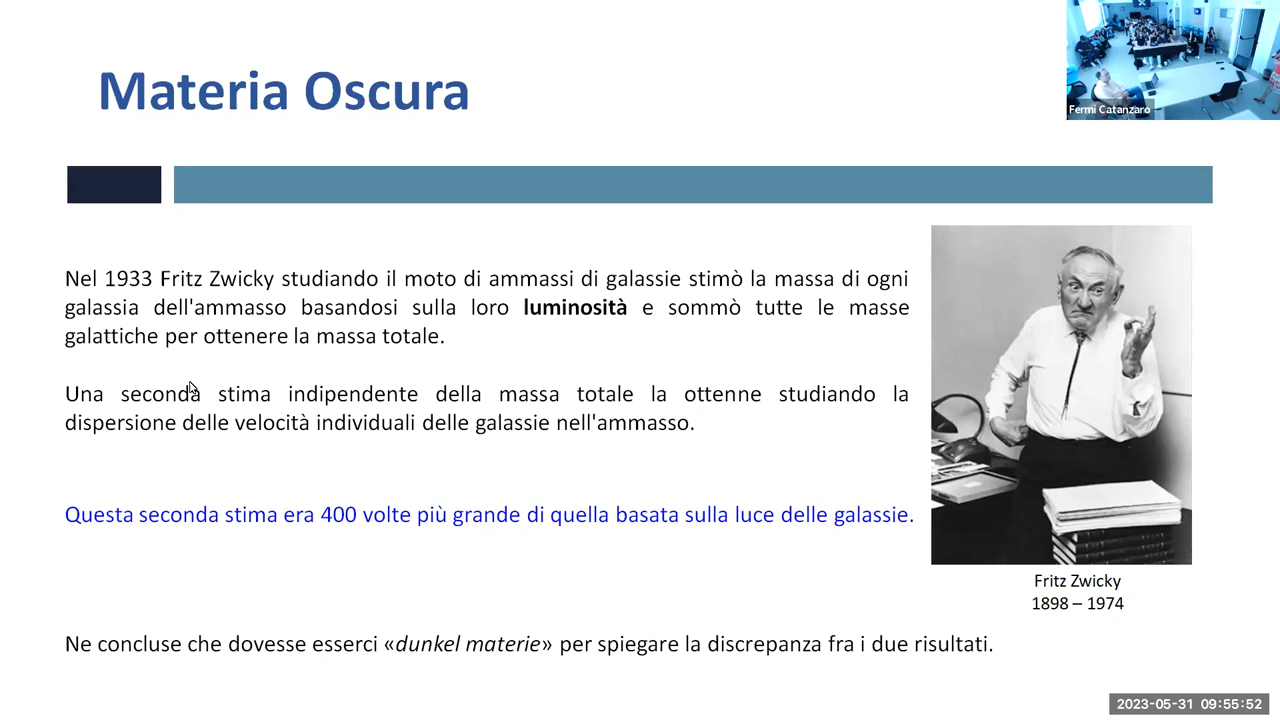 Materia Oscura
Fermi Catanzaro
Nel 1933 Fritz Zwicky studiando il moto di ammassi di galassie stimò la massa di ogni
galassia dell'ammasso basandosi sulla loro luminosità e sommò tutte le masse
galattiche per ottenere la massa totale.
Una seconda stima indipendente della massa totale la ottenne studiando la
dispersione delle velocità individuali delle galassie nell'ammasso.
Questa seconda stima era 400 volte più grande di quella basata sulla luce delle galassie.
Fritz Zwicky
1898 – 1974
Ne concluse che dovesse esserci «dunkel materie» per spiegare la discrepanza fra i due risultati.
2023-05-31 09:55:52